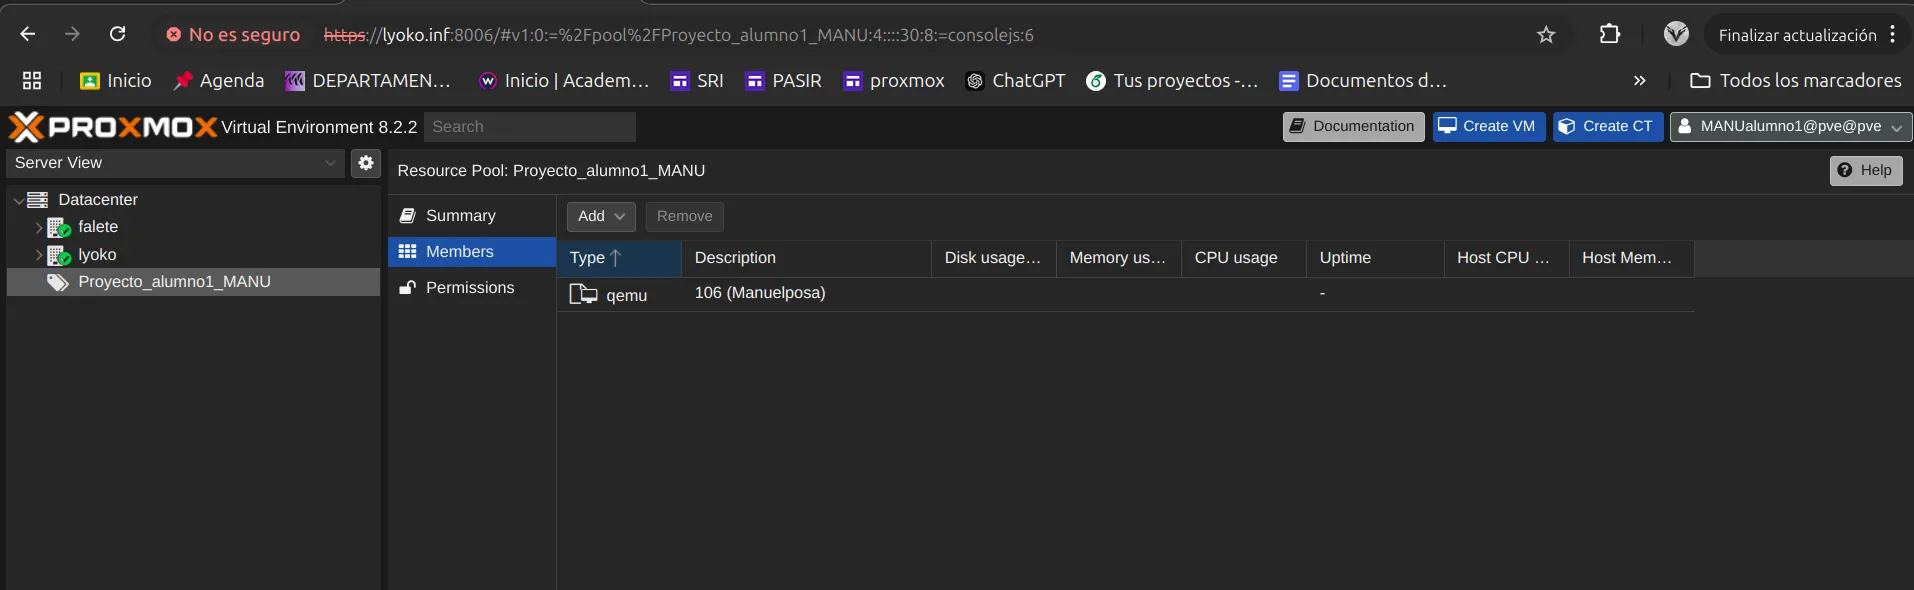 No es seguro https://lyoko.inf:8006/#v1:0:=%2Fpool%2FProyecto_alumno1_MANU:4::::30:8:=consolejs:6 Finalizar actualización
Inicio Agenda DEPARTAMEN... Inicio | Academ... SRI PASIR proxmox ChatGPT Tus proyectos -... Documentos d... » Todos los marcadores
PROXMOX Virtual Environment 8.2.2 Search Documentation Create VM Create CT MANUalumno1@pve@pve
Server View
Resource Pool: Proyecto_alumno1_MANU Help
Datacenter
falete
lyoko
Proyecto_alumno1_MANU
Summary
Members
Permissions
Add Remove
Type Description Disk usage... Memory us... CPU usage Uptime Host CPU ... Host Mem...
qemu 106 (Manuelposa) -